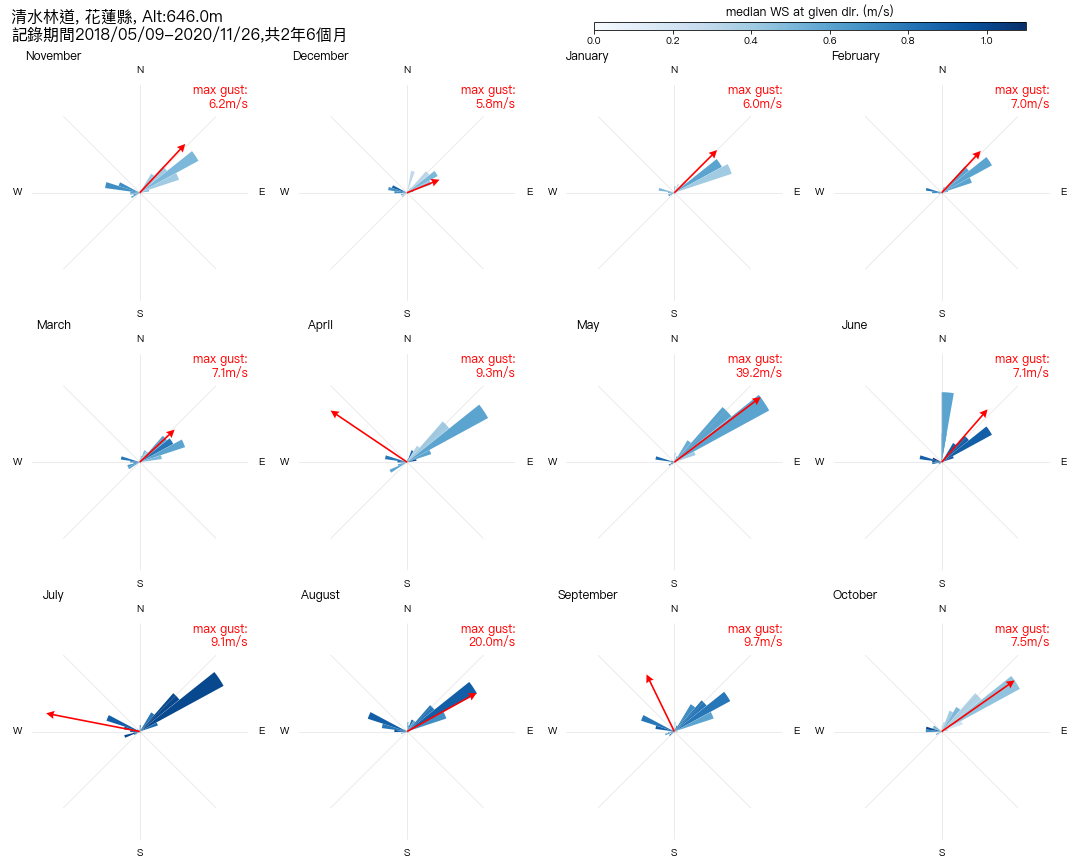 清水林道, 花蓮縣, Alt:646.0m
記錄期間2018/05/09–2020/11/26,共2年6個月
median WS at given dir. (m/s)
0.0 0.2 0.4 0.6 0.8 1.0
November
N
max gust:
6.2m/s
W E
S
December
N
max gust:
5.8m/s
W E
S
January
N
max gust:
6.0m/s
W E
S
February
N
max gust:
7.0m/s
W E
S
March
N
max gust:
7.1m/s
W E
S
April
N
max gust:
9.3m/s
W E
S
May
N
max gust:
39.2m/s
W E
S
June
N
max gust:
7.1m/s
W E
S
July
N
max gust:
9.1m/s
W E
S
August
N
max gust:
20.0m/s
W E
S
September
N
max gust:
9.7m/s
W E
S
October
N
max gust:
7.5m/s
W E
S